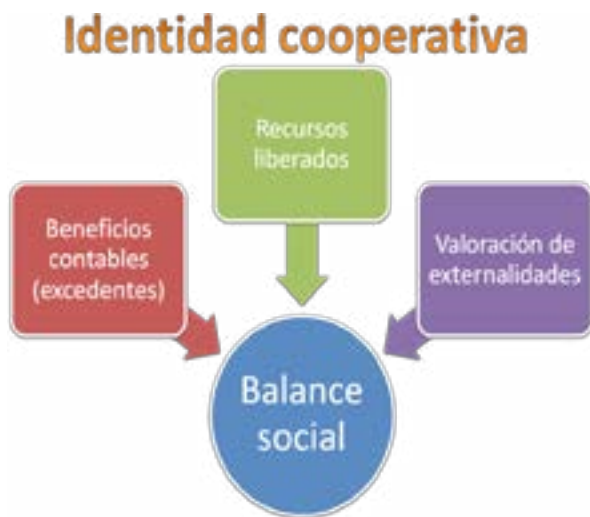 Identidad cooperativa
Recursos
liberados
Beneficios
contables
(excedentes)
Valoración de
externalidades
Balance
social